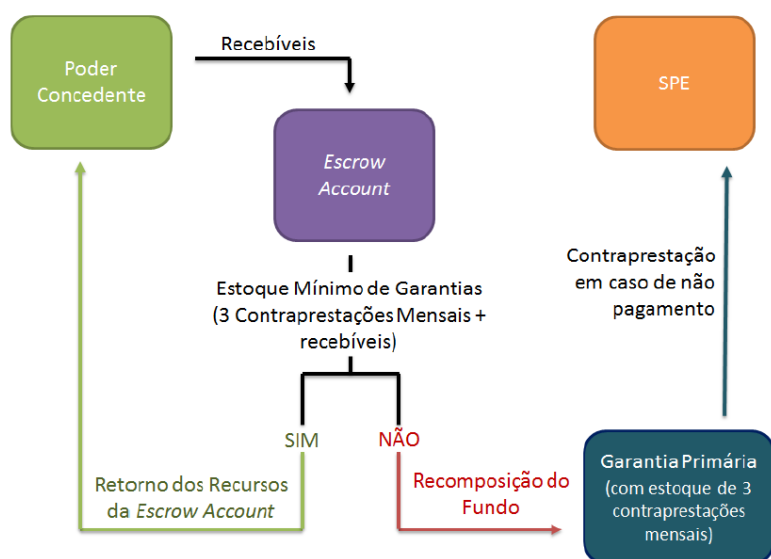 Recebíveis
Poder
Concedente
SPE
Escrow
Account
Estoque Mínimo de Garantias
(3 Contraprestações Mensais +
recebíveis)
Contraprestação
em caso de não
pagamento
SIM
NÃO
Retorno dos Recursos
da Escrow Account
Recomposição do
Fundo
Garantia Primária
(com estoque de 3
contraprestações
mensais)